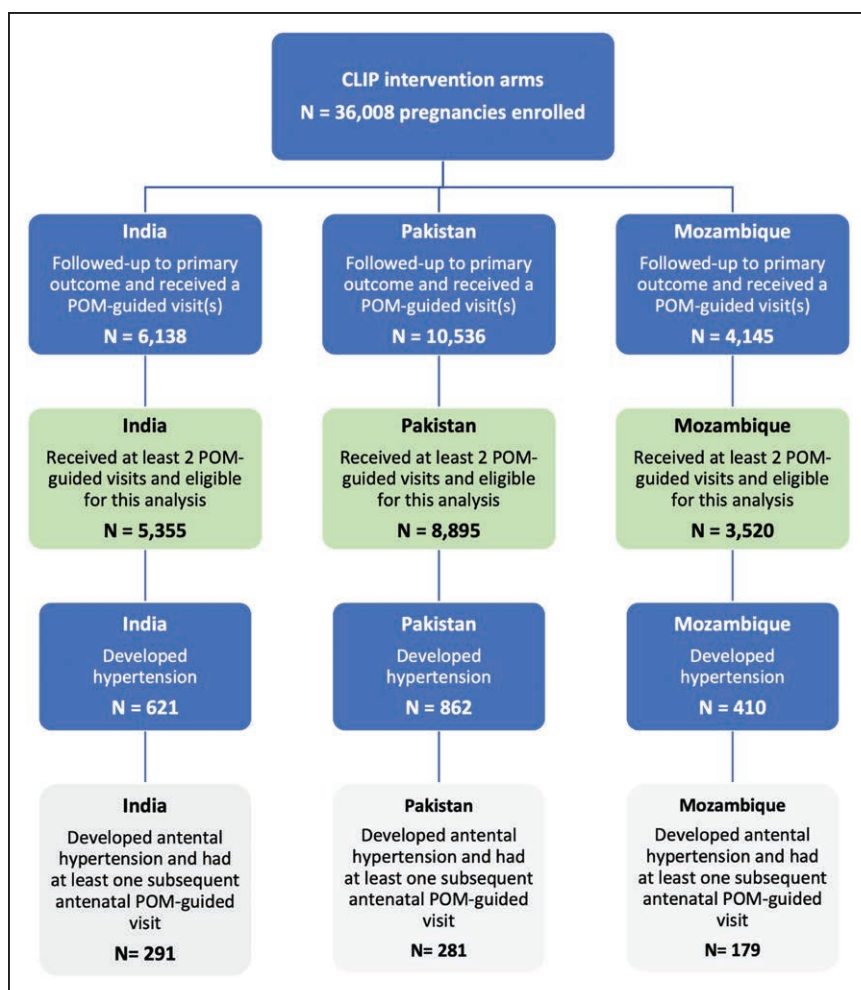 CLIP intervention arms
N = 36,008 pregnancies enrolled
India
Followed-up to primary
outcome and received a
POM-guided visit(s)
N = 6,138
Pakistan
Followed-up to primary
outcome and received a
POM-guided visit(s)
N = 10,536
Mozambique
Followed-up to primary
outcome and received a
POM-guided visit(s)
N = 4,145
India
Received at least 2 POM-
guided visits and eligible
for this analysis
N = 5,355
Pakistan
Received at least 2 POM-
guided visits and eligible
for this analysis
N = 8,895
Mozambique
Received at least 2 POM-
guided visits and eligible
for this analysis
N = 3,520
India
Developed
hypertension
N = 621
Pakistan
Developed
hypertension
N = 862
Mozambique
Developed
hypertension
N = 410
India
Developed antental
hypertension and had
at least one subsequent
antenatal POM-guided
visit
N= 291
Pakistan
Developed antental
hypertension and had
at least one subsequent
antenatal POM-guided
visit
N= 281
Mozambique
Developed antental
hypertension and had
at least one subsequent
antenatal POM-guided
visit
N= 179